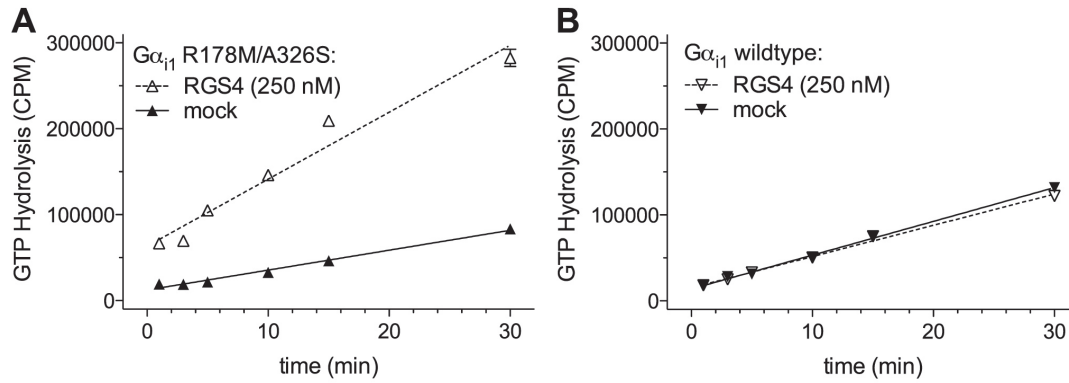 A
Gαi1 R178M/A326S:
RGS4 (250 nM)
mock
GTP Hydrolysis (CPM)
300000
200000
100000
0
0
10
20
30
time (min)
B
Gαi1 wildtype:
RGS4 (250 nM)
mock
GTP Hydrolysis (CPM)
300000
200000
100000
0
0
10
20
30
time (min)